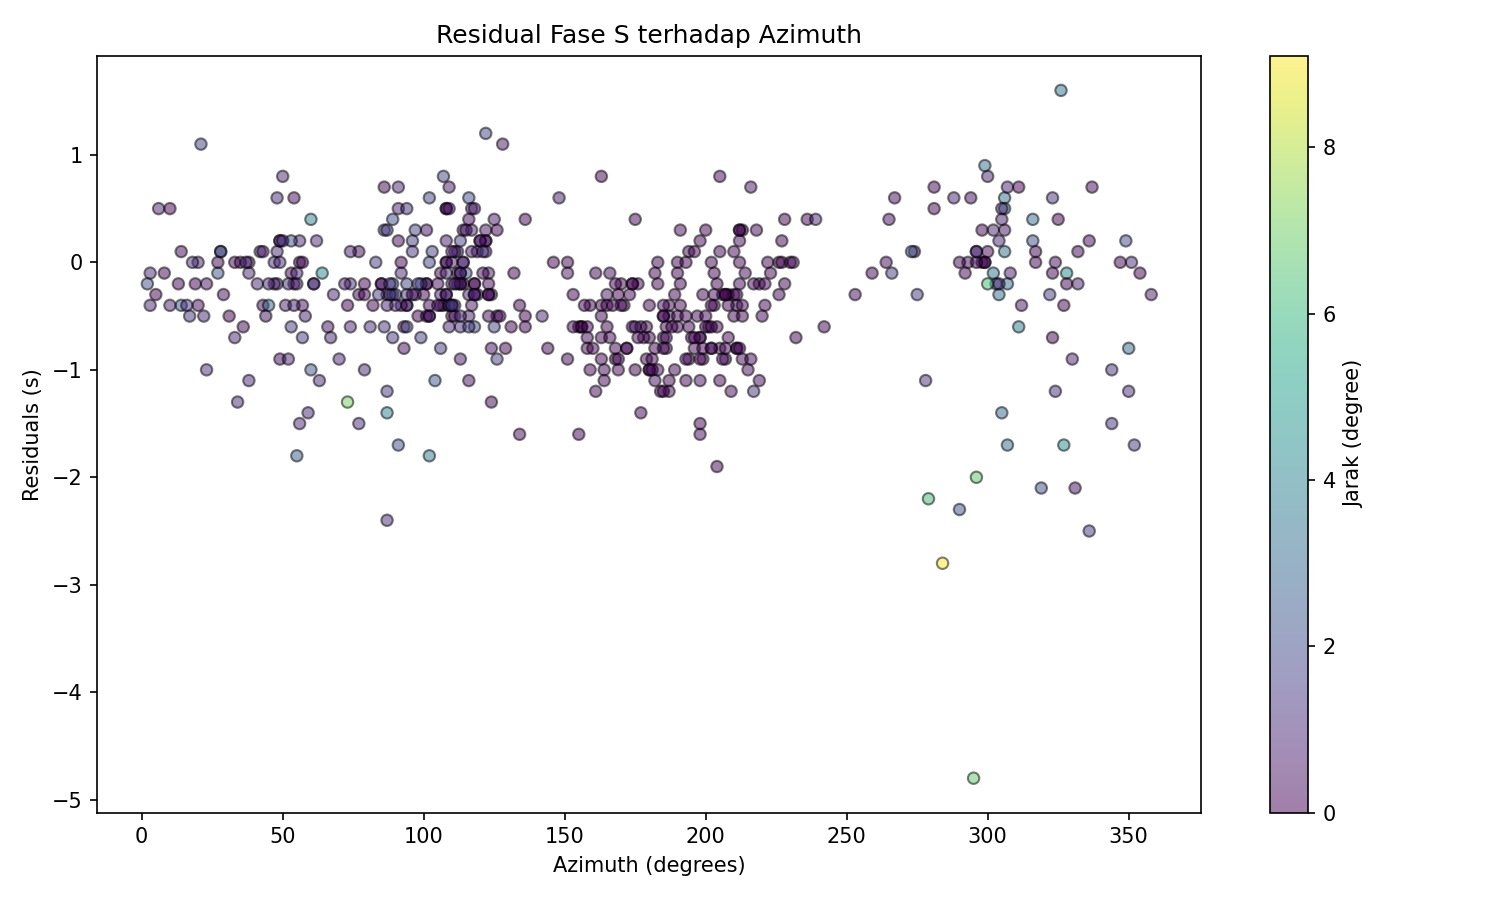 Residual Fase S terhadap Azimuth
Residuals (s)
1
0
−1
−2
−3
−4
−5
0 50 100 150 200 250 300 350
Azimuth (degrees)
8
6
4
2
0
Jarak (degree)